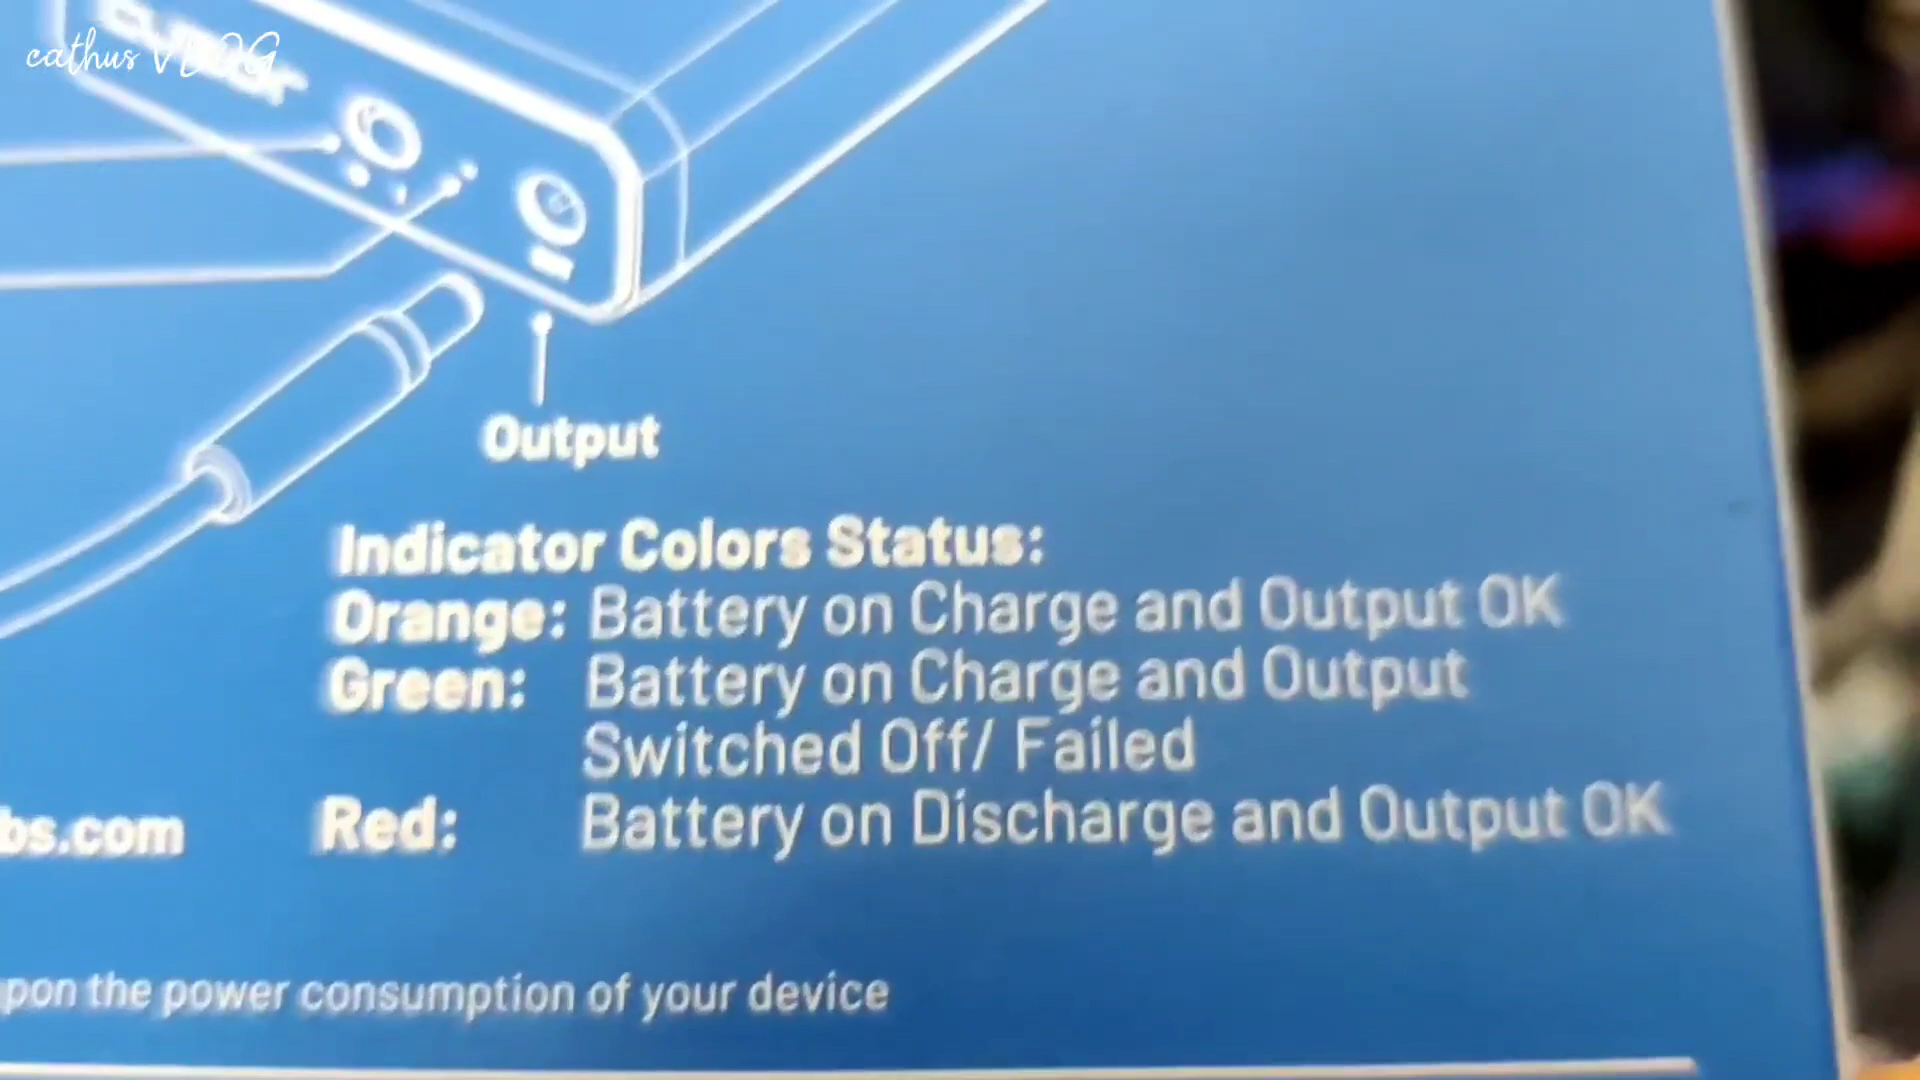 cathus VLOG
Output
Indicator Colors Status:
Orange: Battery on Charge and Output OK
Green: Battery on Charge and Output
Switched Off/ Failed
bs.com
Red: Battery on Discharge and Output OK
pon the power consumption of your device